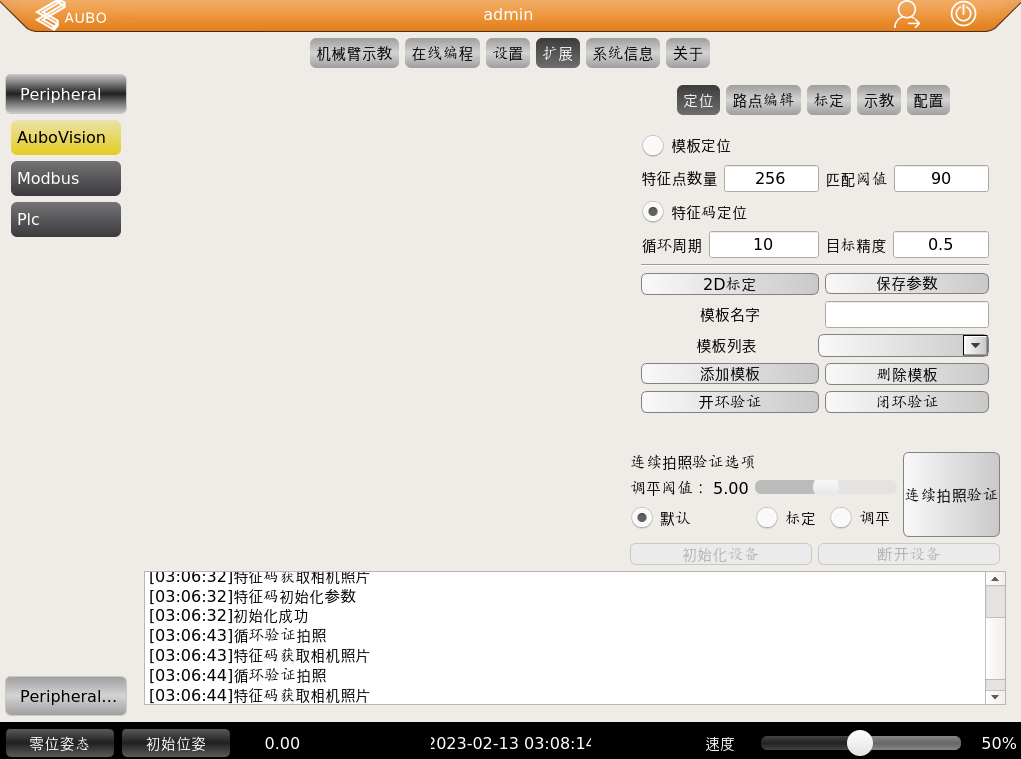 AUBO
admin
机械臂示教 在线编程 设置 扩展 系统信息 关于
Peripheral
AuboVision
Modbus
Plc
Peripheral...
定位 路点编辑 标定 示教 配置
模板定位
特征点数量 256 匹配阈值 90
特征码定位
循环周期 10 目标精度 0.5
2D标定 保存参数
模板名字
模板列表
添加模板 删除模板
开环验证 闭环验证
连续拍照验证选项
调平阈值： 5.00
连续拍照验证
默认 标定 调平
初始化设备 断开设备
[03:06:32]特征码获取相机照片
[03:06:32]特征码初始化参数
[03:06:32]初始化成功
[03:06:43]循环验证拍照
[03:06:43]特征码获取相机照片
[03:06:44]循环验证拍照
[03:06:44]特征码获取相机照片
零位姿态 初始位姿 0.00 2023-02-13 03:08:14 速度 50%